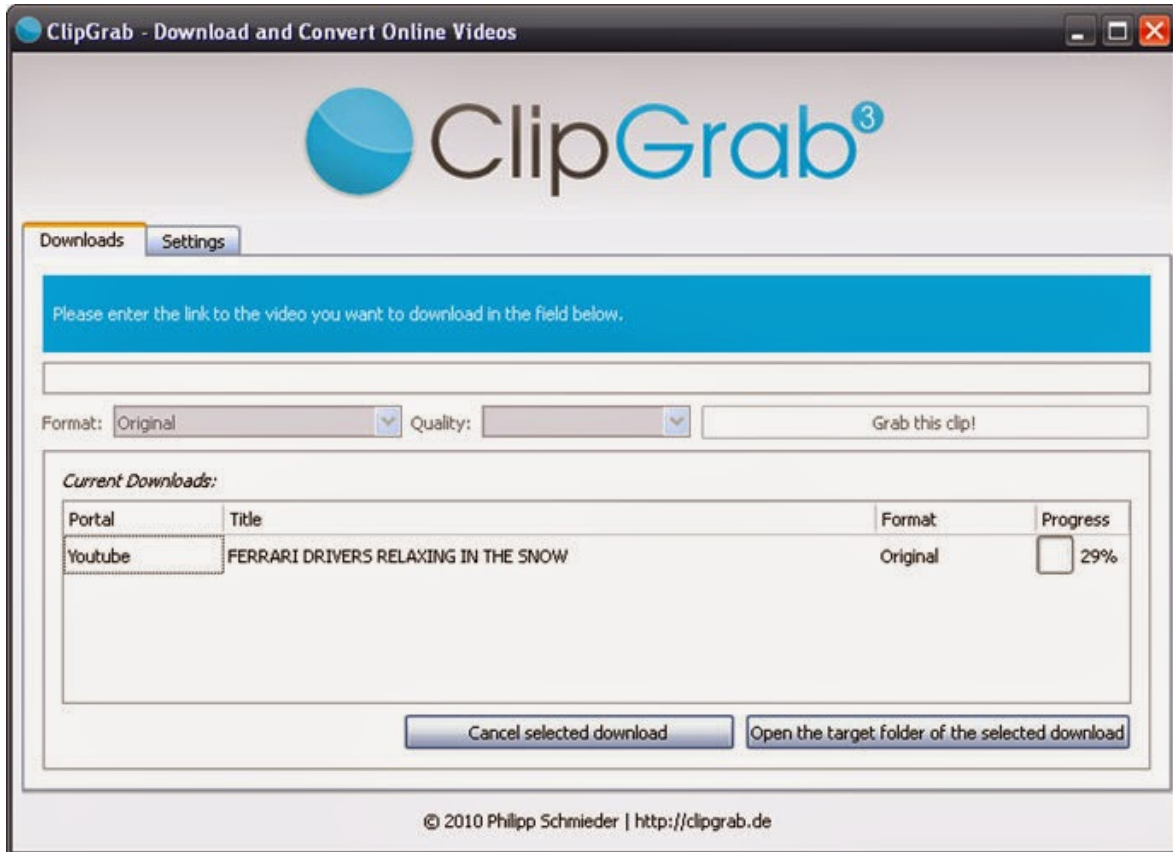 ClipGrab - Download and Convert Online Videos
ClipGrab3
Downloads Settings
Please enter the link to the video you want to download in the field below.
Format: Original Quality: Grab this clip!
Current Downloads:
Portal Title Format Progress
Youtube FERRARI DRIVERS RELAXING IN THE SNOW Original 29%
Cancel selected download Open the target folder of the selected download
© 2010 Philipp Schmieder | http://clipgrab.de